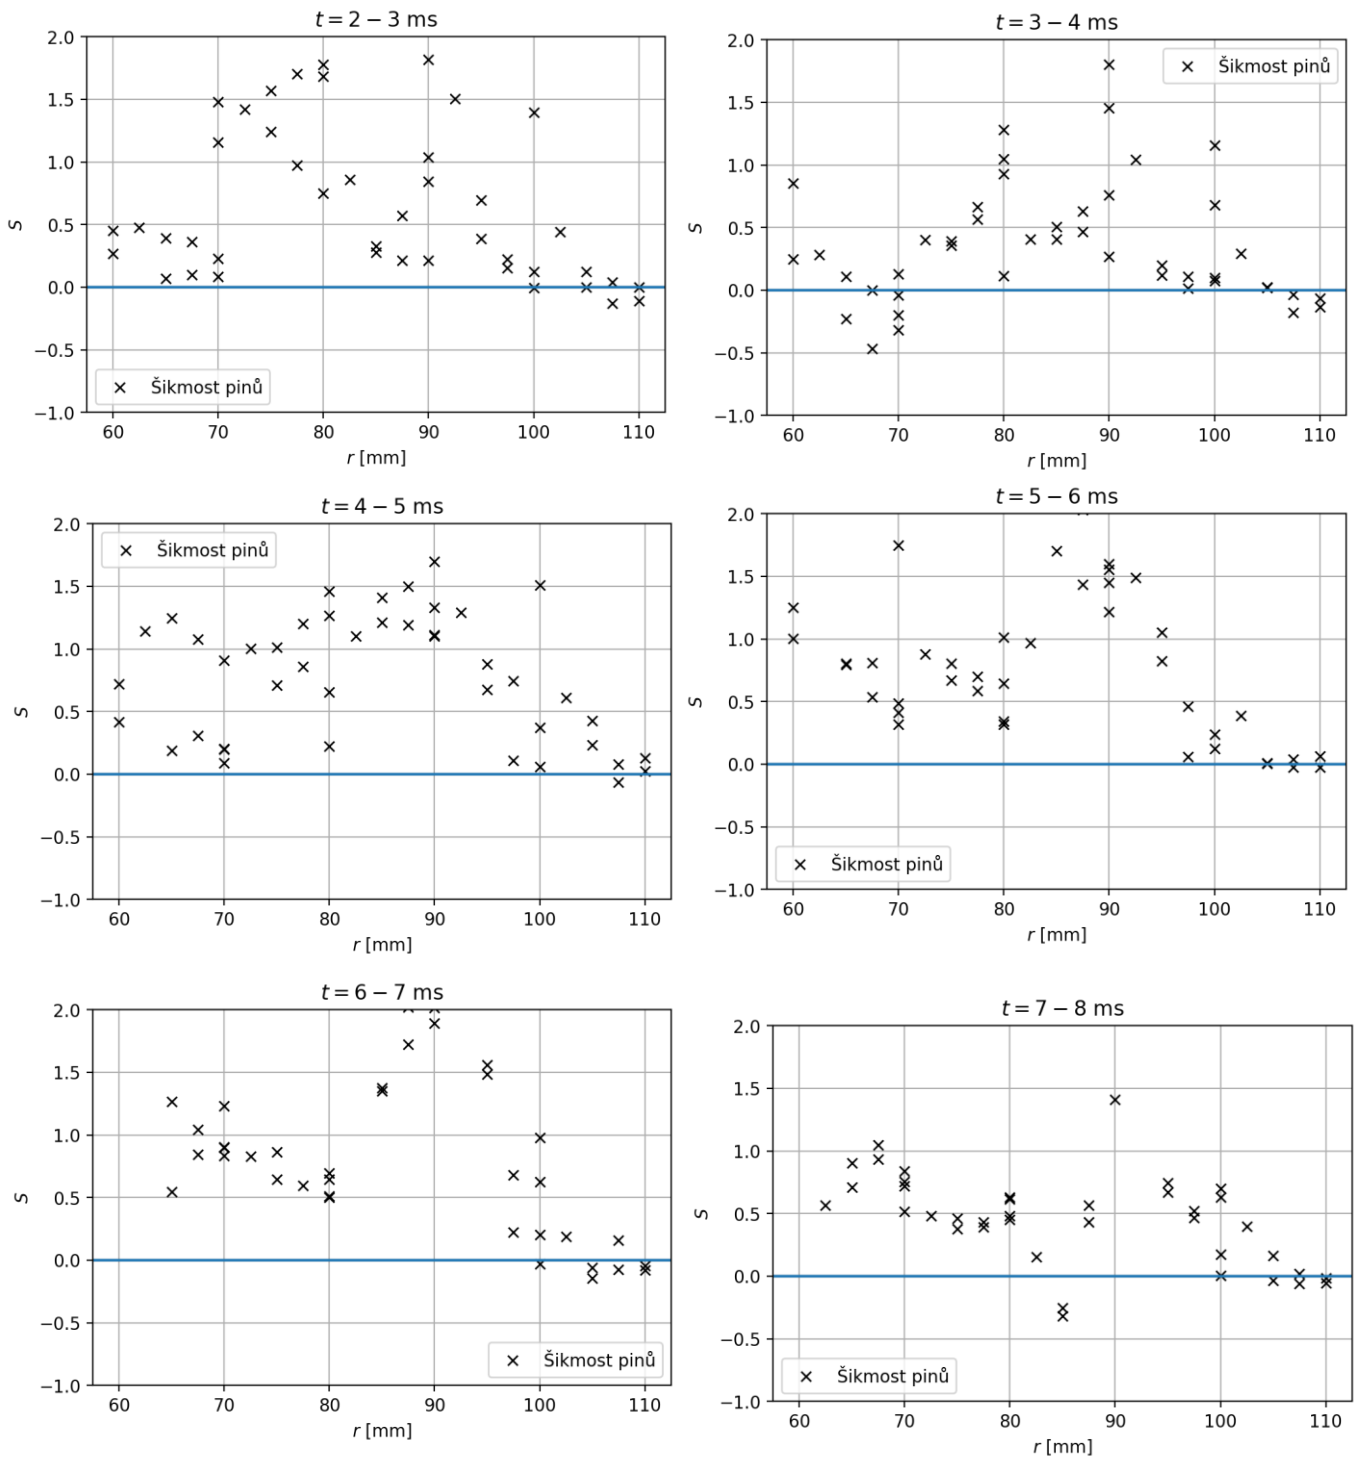 t = 2 − 3 ms
2.0
1.5
1.0
0.5
0.0
−0.5
−1.0
S
× Šikmost pinů
60 70 80 90 100 110
r [mm]
t = 3 − 4 ms
2.0
1.5
1.0
0.5
0.0
−0.5
−1.0
S
× Šikmost pinů
60 70 80 90 100 110
r [mm]
t = 4 − 5 ms
2.0
1.5
1.0
0.5
0.0
−0.5
−1.0
S
× Šikmost pinů
60 70 80 90 100 110
r [mm]
t = 5 − 6 ms
2.0
1.5
1.0
0.5
0.0
−0.5
−1.0
S
× Šikmost pinů
60 70 80 90 100 110
r [mm]
t = 6 − 7 ms
2.0
1.5
1.0
0.5
0.0
−0.5
−1.0
S
× Šikmost pinů
60 70 80 90 100 110
r [mm]
t = 7 − 8 ms
2.0
1.5
1.0
0.5
0.0
−0.5
−1.0
S
× Šikmost pinů
60 70 80 90 100 110
r [mm]